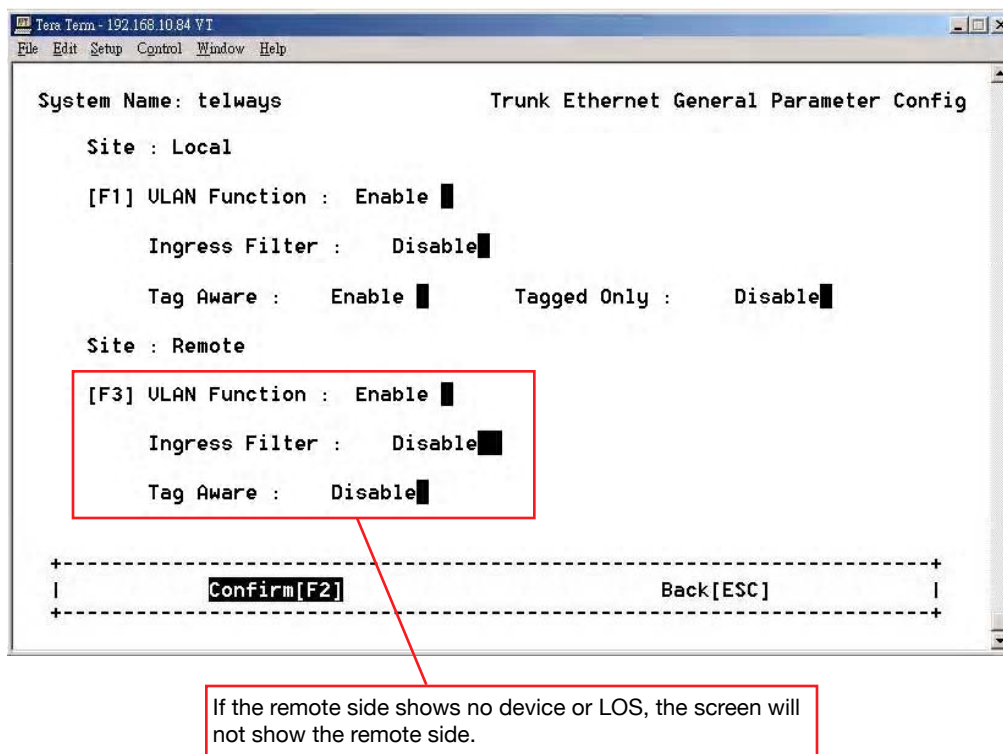 Tera Term - 192.168.10.84 VT
File Edit Setup Control Window Help
System Name: telways Trunk Ethernet General Parameter Config
Site : Local
[F1] VLAN Function : Enable
Ingress Filter : Disable
Tag Aware : Enable Tagged Only : Disable
Site : Remote
[F3] VLAN Function : Enable
Ingress Filter : Disable
Tag Aware : Disable
+-----------------------------------------------------------------------+
| Confirm[F2] Back[ESC] |
+-----------------------------------------------------------------------+
If the remote side shows no device or LOS, the screen will
not show the remote side.